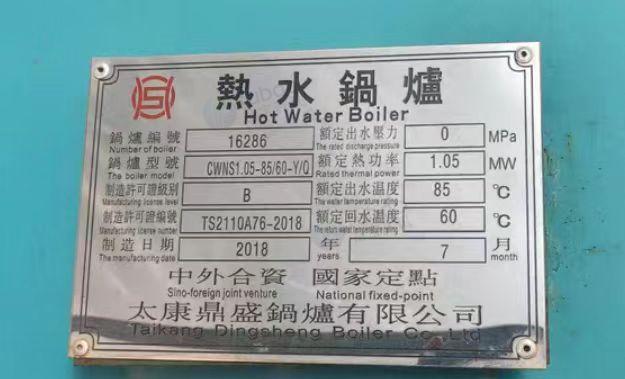 熱水鍋爐
Hot Water Boiler
鍋爐編號 16286 額定出水壓力 0 MPa
Number of boiler The rated discharge pressure
鍋爐型號 CWNS1.05-85/60-Y/Q 額定熱功率 1.05 MW
The boiler model Rated thermal power
制造許可證級別 B 額定出水温度 85 ℃
Manufacturing license level The water temperature rating
制造許可證編號 TS2110A76-2018 額定回水温度 60 ℃
Manufacturing license number The return water temperature rating
制造日期 2018 年 7 月
The manufacturing date years month
中外合資 國家定點
Sino-foreign joint venture National fixed-point
太康鼎盛鍋爐有限公司
Taikang Dingsheng Boiler Co.,Ltd